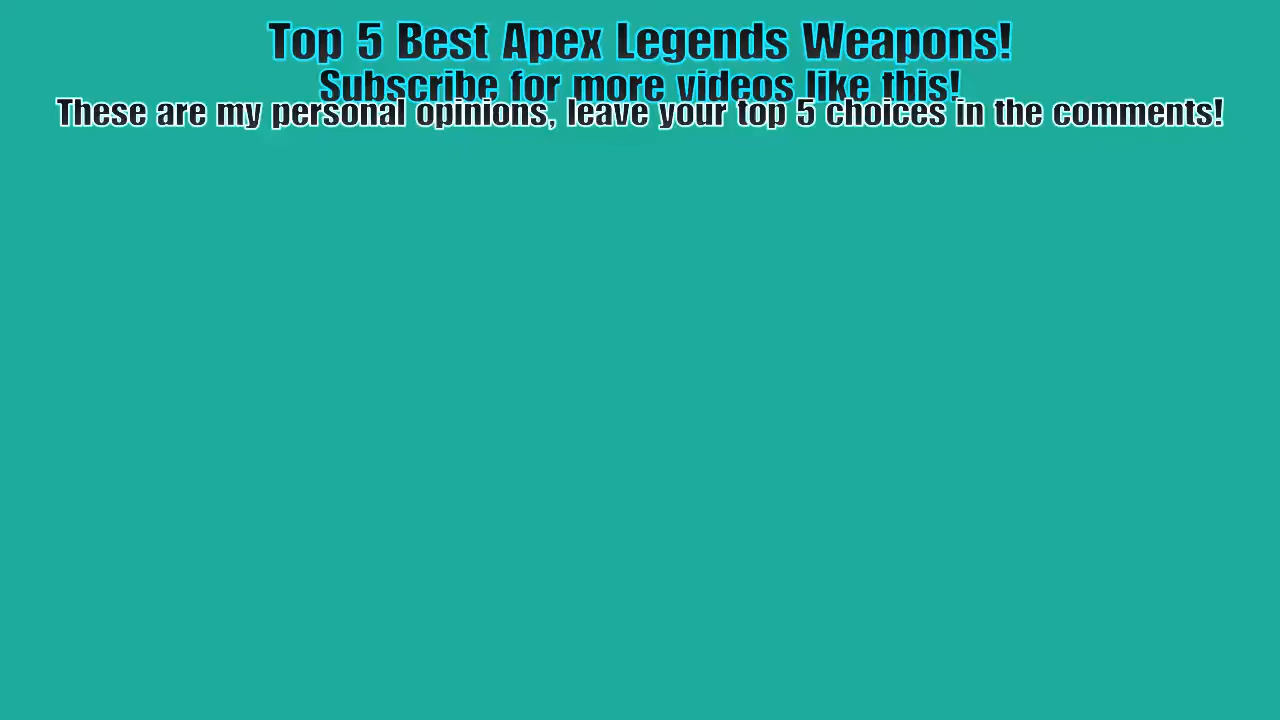 Top 5 Best Apex Legends Weapons!
Subscribe for more videos like this!
These are my personal opinions, leave your top 5 choices in the comments!